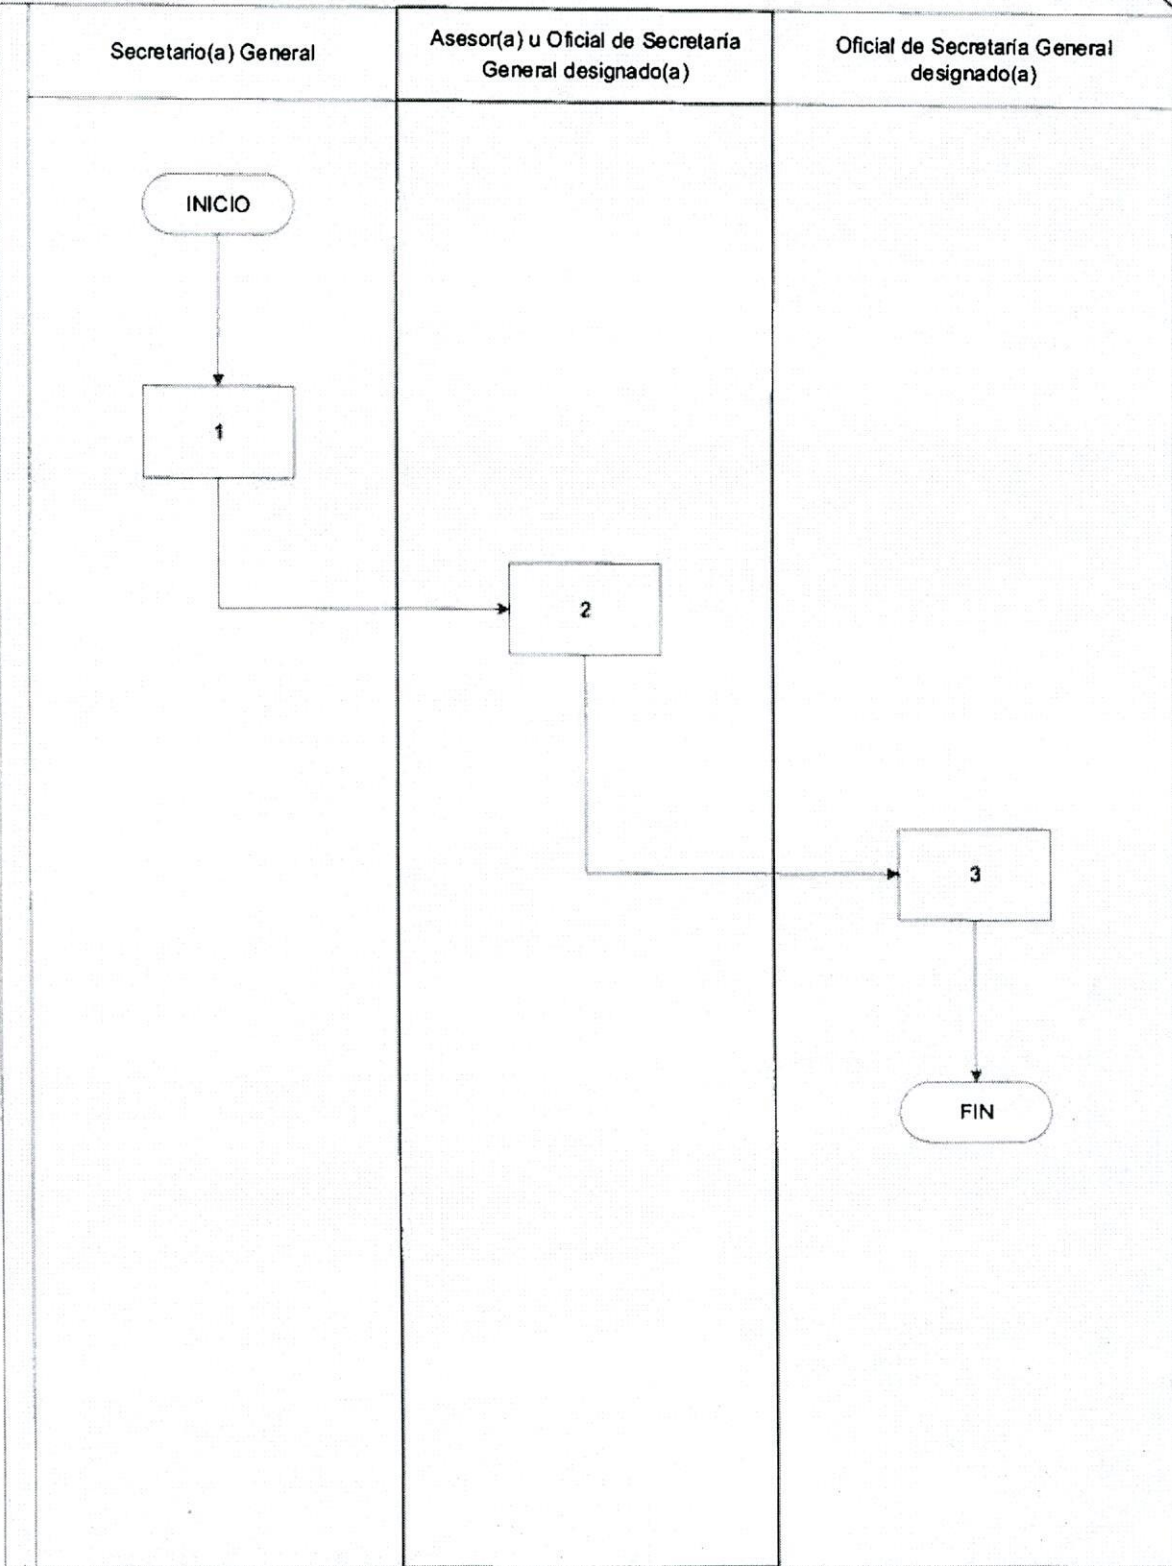 Secretario(a) General
Asesor(a) u Oficial de Secretaría
General designado(a)
Oficial de Secretaría General
designado(a)
INICIO
1
2
3
FIN